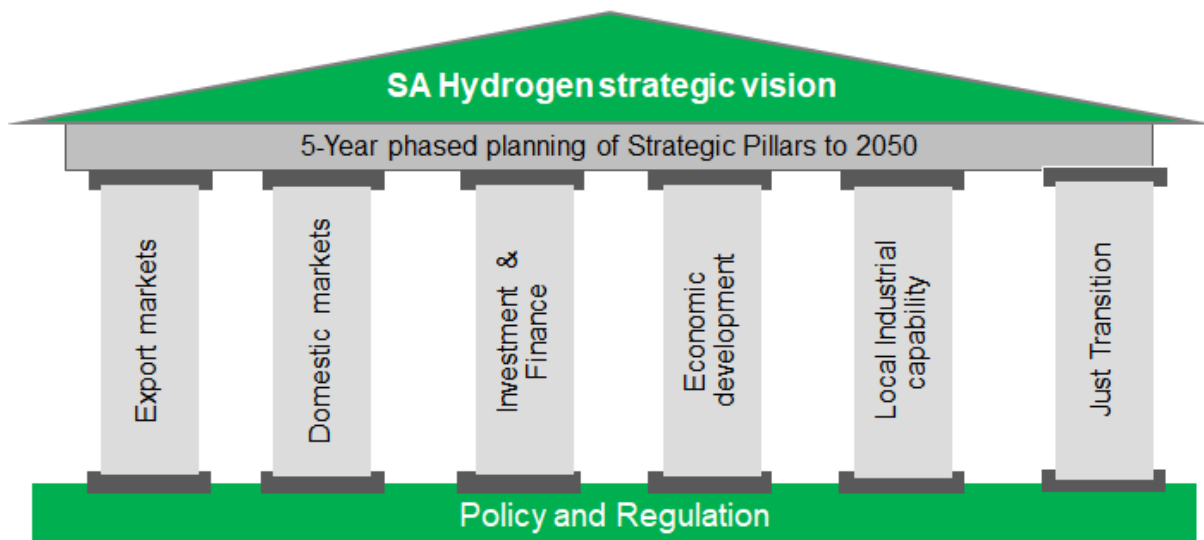 SA Hydrogen strategic vision
5-Year phased planning of Strategic Pillars to 2050
Export markets
Domestic markets
Investment &
Finance
Economic
development
Local Industrial
capability
Just Transition
Policy and Regulation